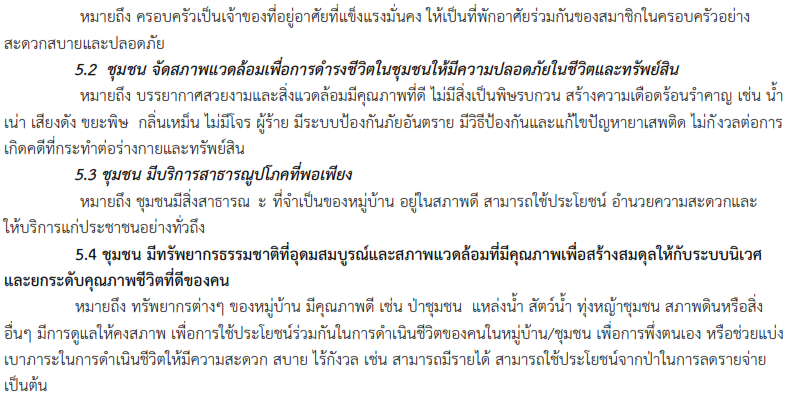 หมายถึง ครอบครัวเป็นเจ้าของที่อยู่อาศัยที่แข็งแรงมั่นคง ให้เป็นที่พักอาศัยร่วมกันของสมาชิกในครอบครัวอย่าง
สะดวกสบายและปลอดภัย
5.2 ชุมชน จัดสภาพแวดล้อมเพื่อการดำรงชีวิตในชุมชนให้มีความปลอดภัยในชีวิตและทรัพย์สิน
หมายถึง บรรยากาศสวยงามและสิ่งแวดล้อมมีคุณภาพที่ดี ไม่มีสิ่งเป็นพิษรบกวน สร้างความเดือดร้อนรำคาญ เช่น น้ำ
เน่า เสียงดัง ขยะพิษ กลิ่นเหม็น ไม่มีโจร ผู้ร้าย มีระบบป้องกันภัยอันตราย มีวิธีป้องกันและแก้ไขปัญหายาเสพติด ไม่กังวลต่อการ
เกิดคดีที่กระทำต่อร่างกายและทรัพย์สิน
5.3 ชุมชน มีบริการสาธารณูปโภคที่พอเพียง
หมายถึง ชุมชนมีสิ่งสาธารณ ะ ที่จำเป็นของหมู่บ้าน อยู่ในสภาพดี สามารถใช้ประโยชน์ อำนวยความสะดวกและ
ให้บริการแก่ประชาชนอย่างทั่วถึง
5.4 ชุมชน มีทรัพยากรธรรมชาติที่อุดมสมบูรณ์และสภาพแวดล้อมที่มีคุณภาพเพื่อสร้างสมดุลให้กับระบบนิเวศ
และยกระดับคุณภาพชีวิตที่ดีของคน
หมายถึง ทรัพยากรต่างๆ ของหมู่บ้าน มีคุณภาพดี เช่น ป่าชุมชน แหล่งน้ำ สัตว์น้ำ ทุ่งหญ้าชุมชน สภาพดินหรือสิ่ง
อื่นๆ มีการดูแลให้คงสภาพ เพื่อการใช้ประโยชน์ร่วมกันในการดำเนินชีวิตของคนในหมู่บ้าน/ชุมชน เพื่อการพึ่งตนเอง หรือช่วยแบ่ง
เบาภาระในการดำเนินชีวิตให้มีความสะดวก สบาย ไร้กังวล เช่น สามารถมีรายได้ สามารถใช้ประโยชน์จากป่าในการลดรายจ่าย
เป็นต้น